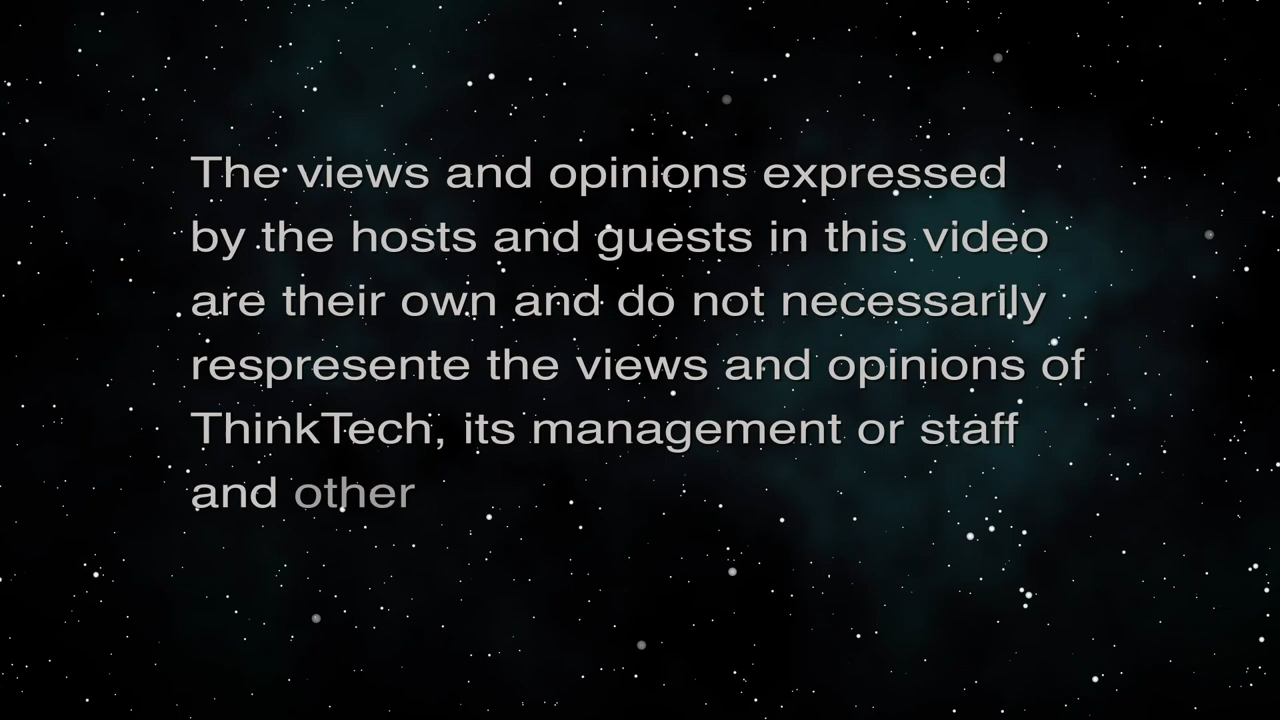 The views and opinions expressed
by the hosts and guests in this video
are their own and do not necessarily
respresente the views and opinions of
ThinkTech, its management or staff
and other